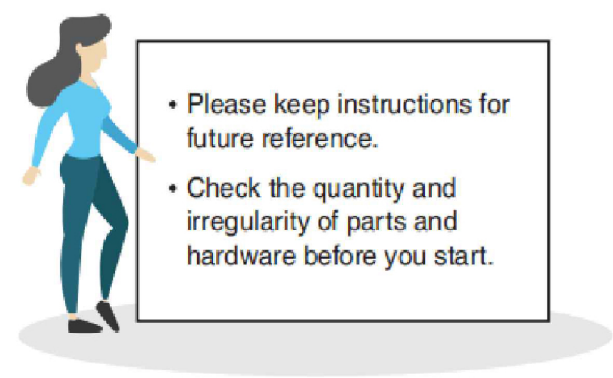 • Please keep instructions for
future reference.
• Check the quantity and
irregularity of parts and
hardware before you start.